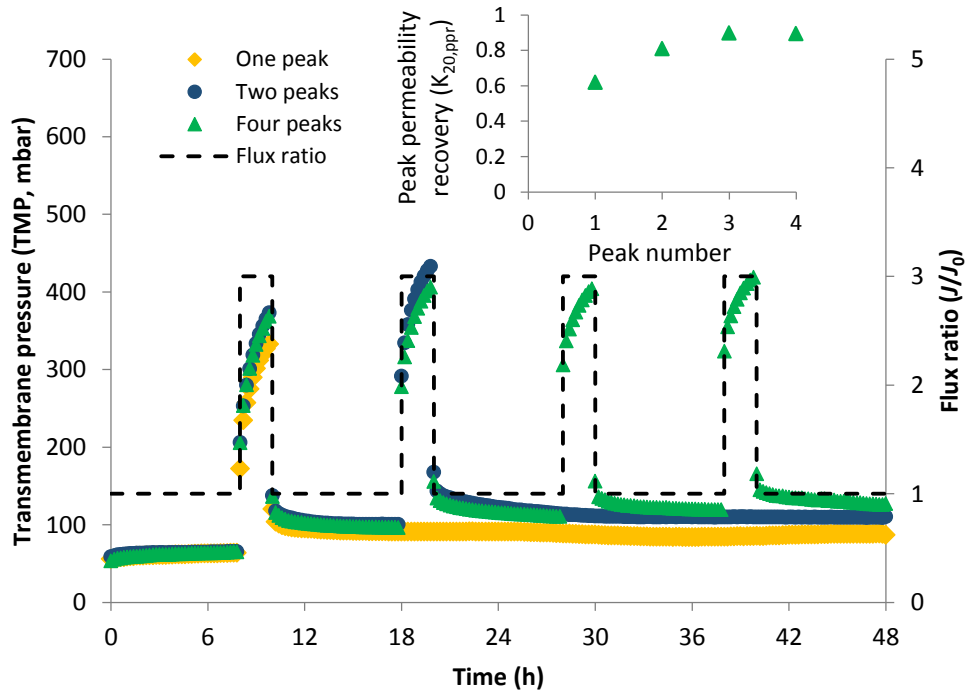 700
600
500
400
300
200
100
0
Transmembrane pressure (TMP, mbar)
One peak
Two peaks
Four peaks
Flux ratio
Peak permeability
recovery (K20,ppr)
1
0.8
0.6
0.4
0.2
0
0 1 2 3 4
Peak number
5
4
3
2
1
0
Flux ratio (J/J0)
0 6 12 18 24 30 36 42 48
Time (h)